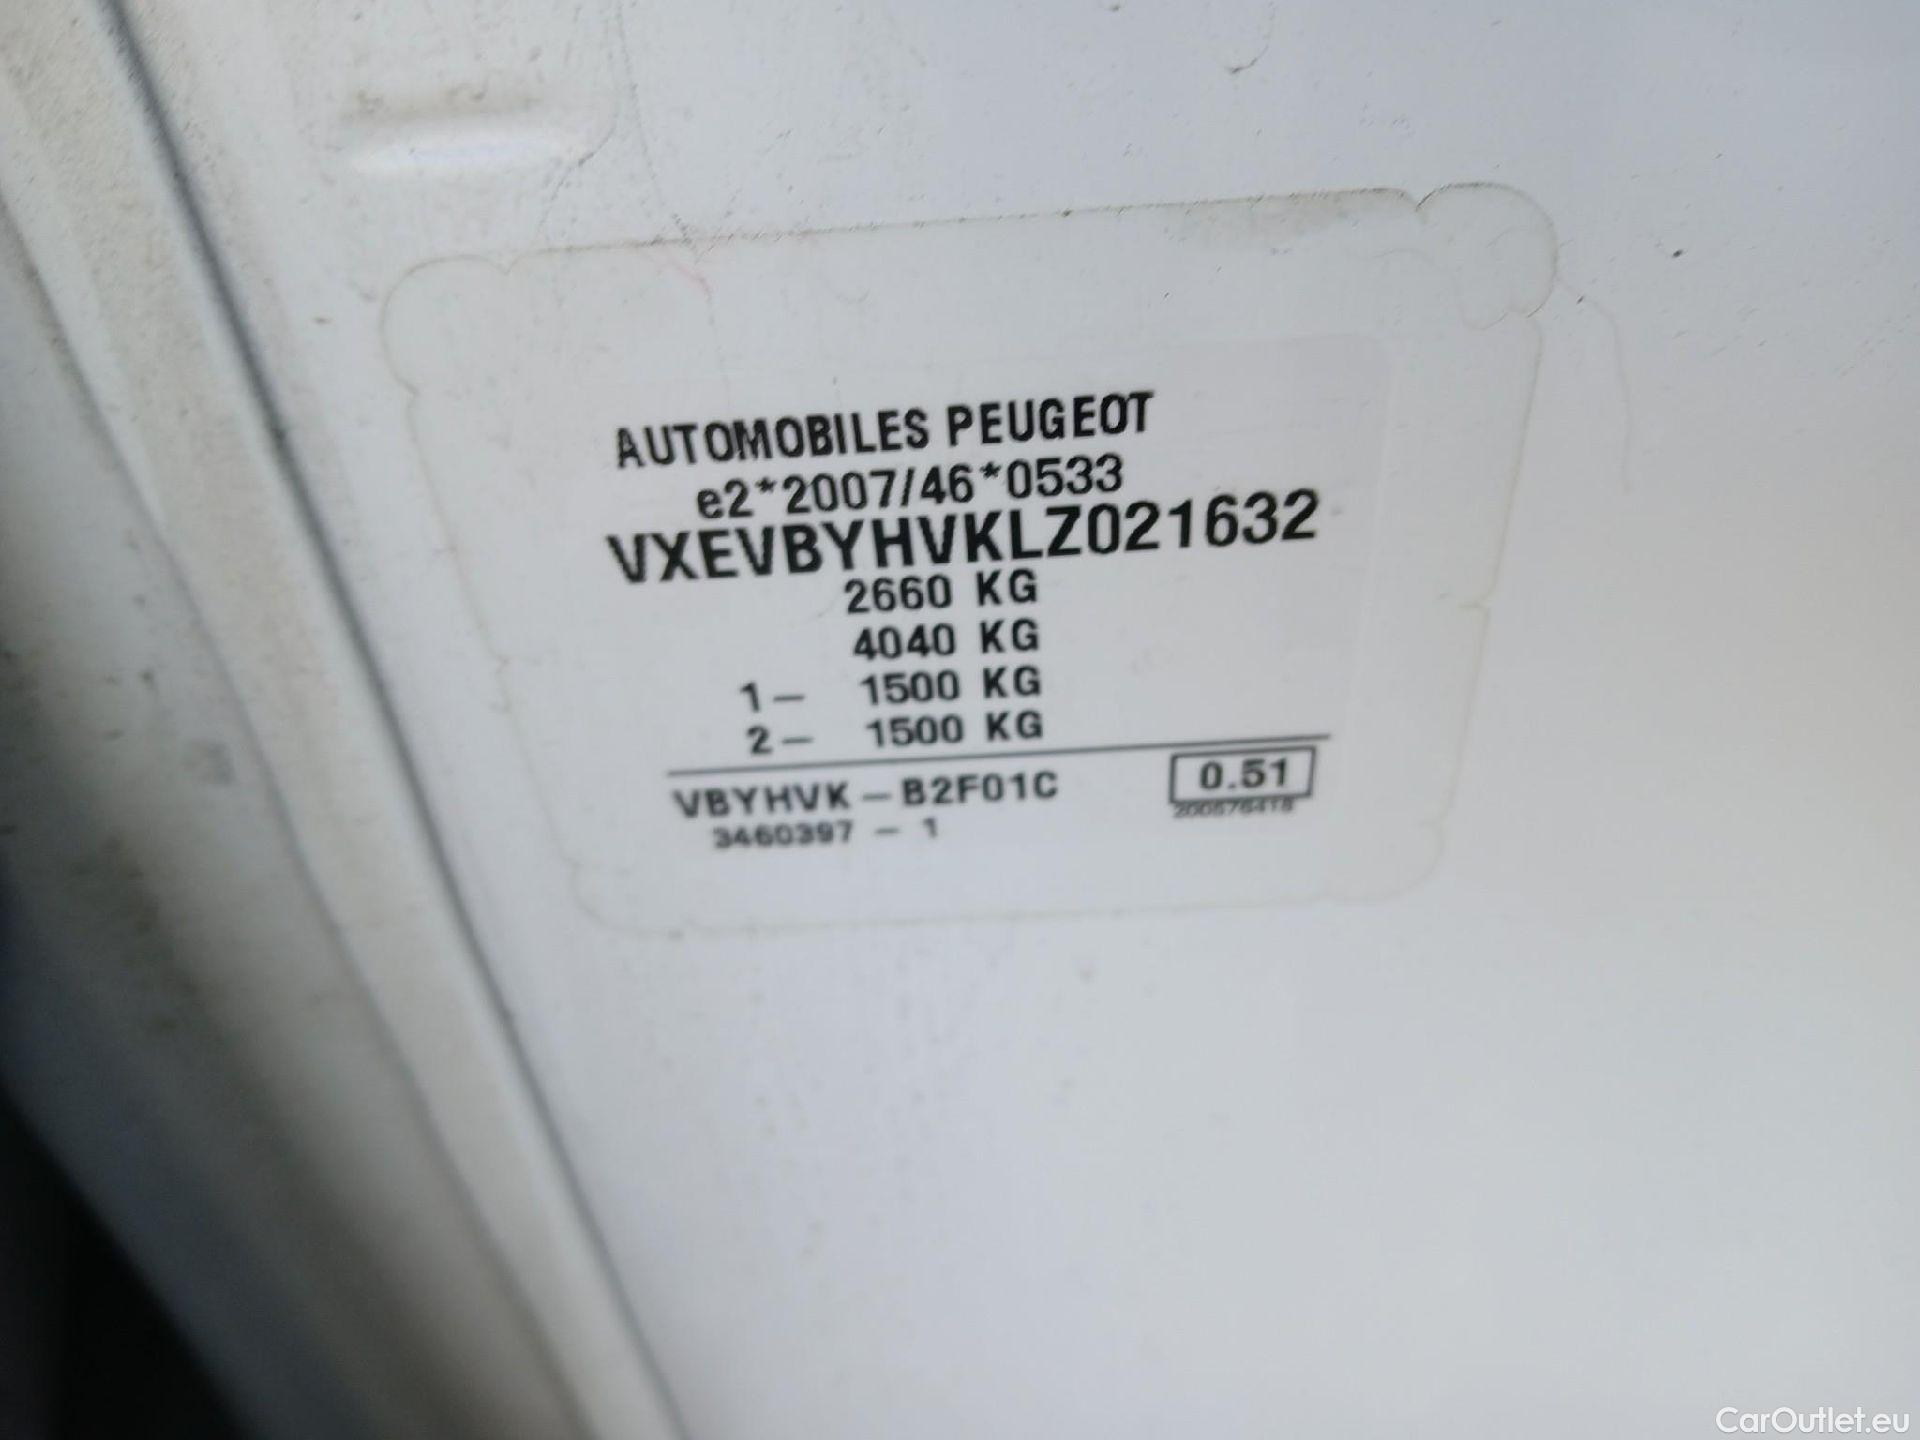 AUTOMOBILES PEUGEOT
e2*2007/46*0533
VXEVBYHVKLZ021632
2660 KG
4040 KG
1- 1500 KG
2- 1500 KG
VBYHVK - B2F01C 0.51
3460397 - 1
CarOutlet.eu